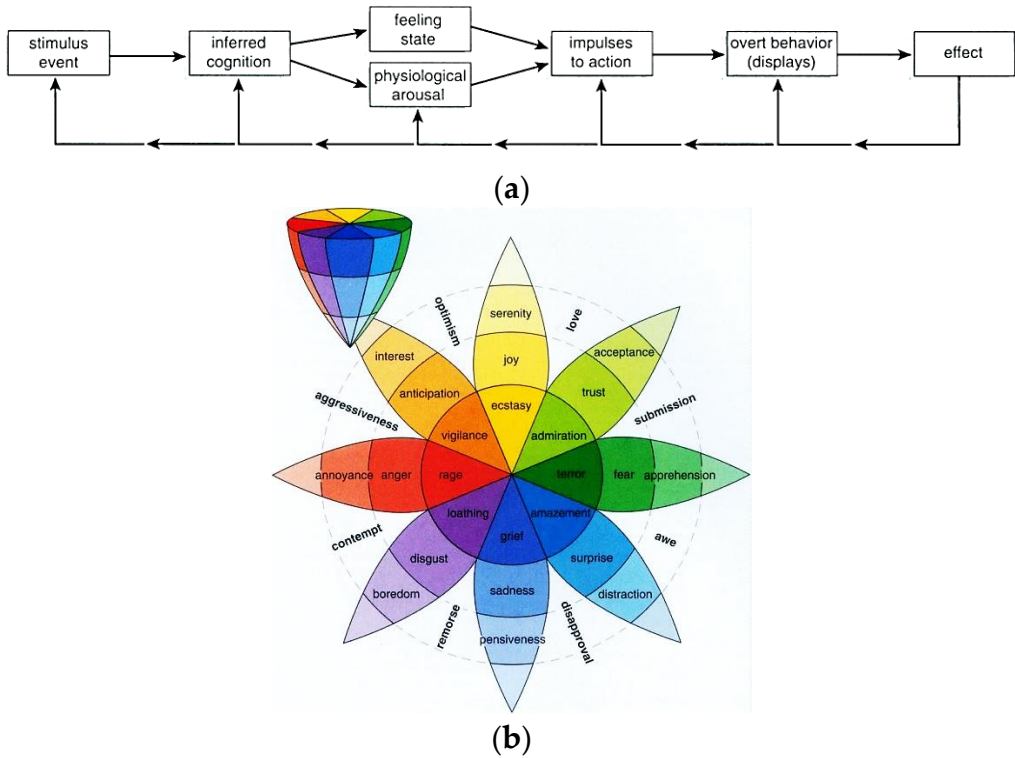 feeling
state
stimulus
event
inferred
cognition
impulses
to action
overt behavior
(displays)
effect
physiological
arousal
(a)
optimism
serenity
love
interest
joy
acceptance
anticipation
trust
aggressiveness
ecstasy
submission
vigilance
admiration
annoyance
anger
rage
terror
fear
apprehension
loathing
amazement
contempt
grief
awe
disgust
surprise
boredom
sadness
distraction
remorse
pensiveness
disapproval
(b)